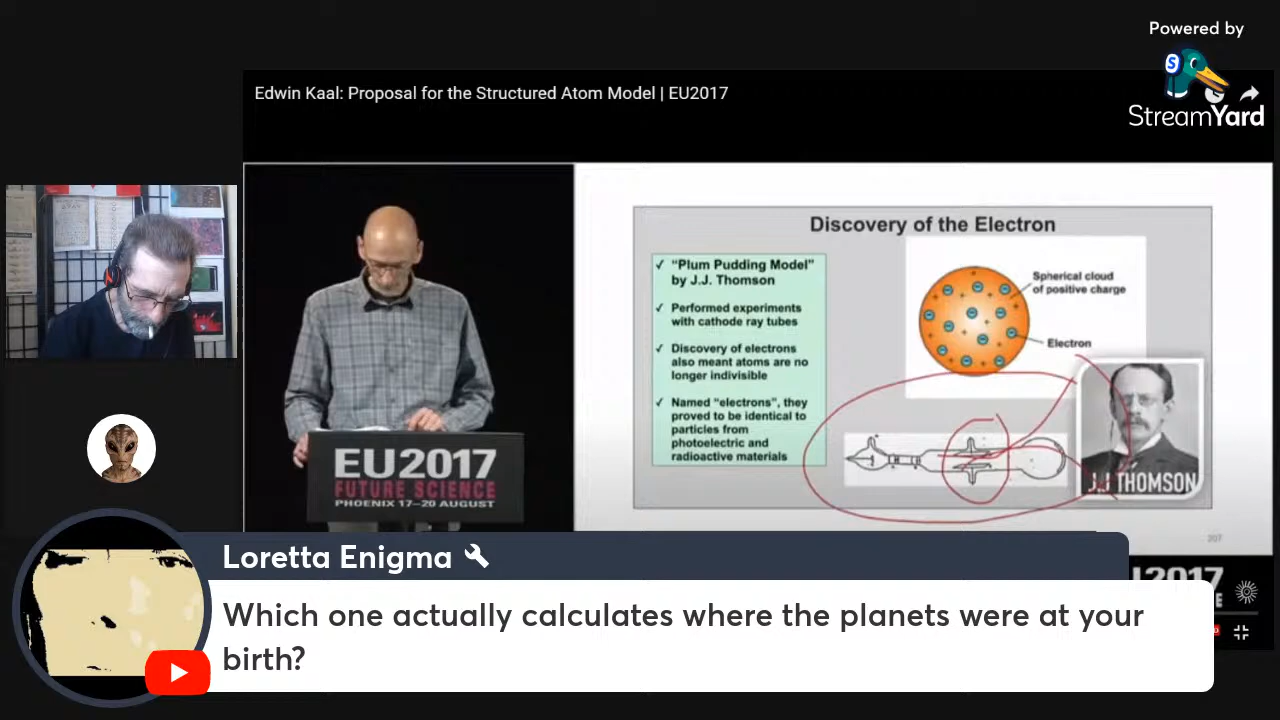 Powered by
StreamYard
Edwin Kaal: Proposal for the Structured Atom Model | EU2017
Discovery of the Electron
✓ "Plum Pudding Model"
by J.J. Thomson
✓ Performed experiments
with cathode ray tubes
✓ Discovery of electrons
also meant atoms are no
longer indivisible
✓ Named "electrons", they
proved to be identical to
particles from
photoelectric and
radioactive materials
Spherical cloud
of positive charge
Electron
J.J THOMSON
207
EU2017
FUTURE SCIENCE
PHOENIX 17–20 AUGUST
Loretta Enigma
Which one actually calculates where the planets were at your
birth?